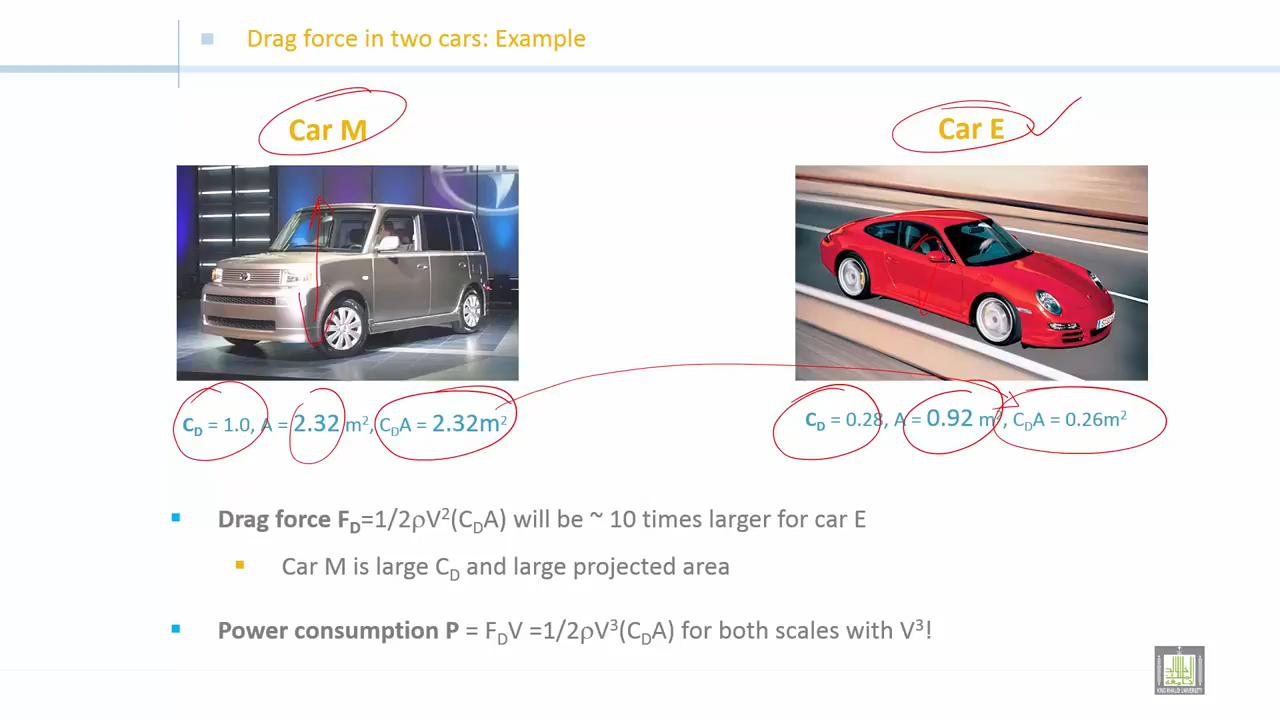 Drag force in two cars: Example
Car M
Car E
C_D = 1.0, A = 2.32 m², C_DA = 2.32m²
C_D = 0.28, A = 0.92 m², C_DA = 0.26m²
Drag force F_D=1/2ρV²(C_DA) will be ~ 10 times larger for car E
Car M is large C_D and large projected area
Power consumption P = F_DV =1/2ρV³(C_DA) for both scales with V³!
KING KHALID UNIVERSITY